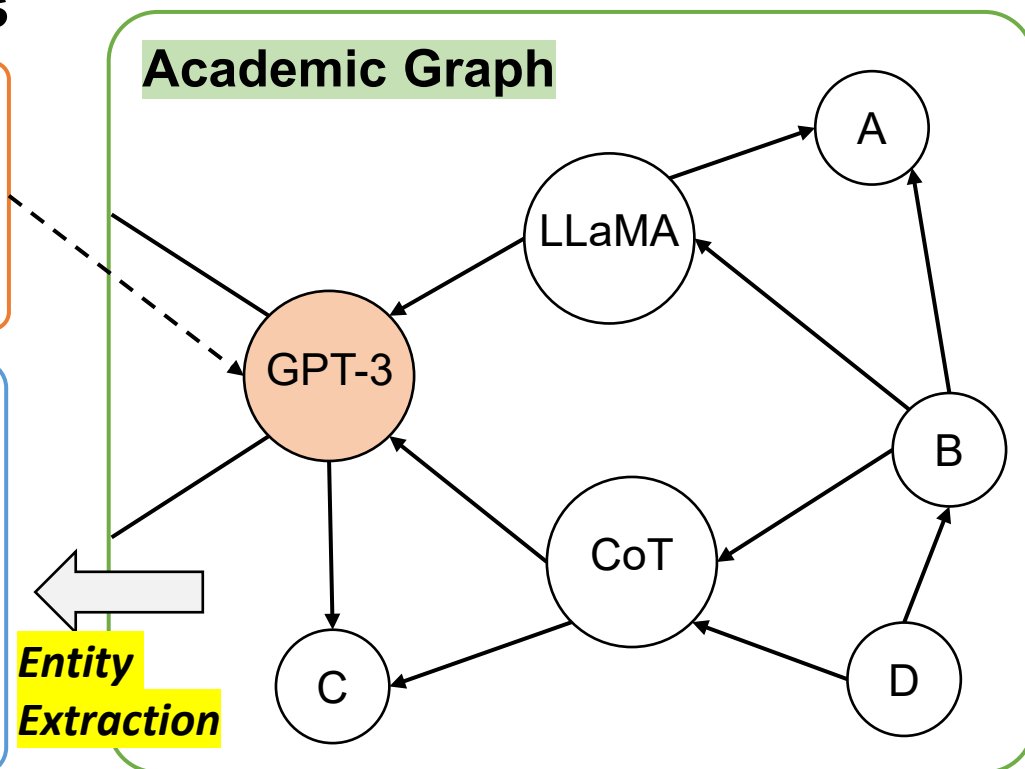 Academic Graph
A
LLaMA
GPT-3
B
CoT
Entity
Extraction
C
D